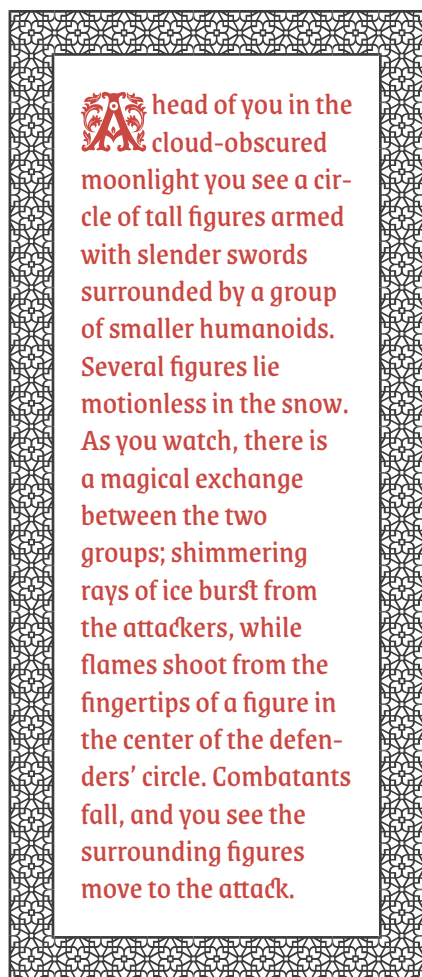 Ahead of you in the
cloud-obscured
moonlight you see a cir-
cle of tall figures armed
with slender swords
surrounded by a group
of smaller humanoids.
Several figures lie
motionless in the snow.
As you watch, there is
a magical exchange
between the two
groups; shimmering
rays of ice burst from
the attackers, while
flames shoot from the
fingertips of a figure in
the center of the defen-
ders’ circle. Combatants
fall, and you see the
surrounding figures
move to the attack.